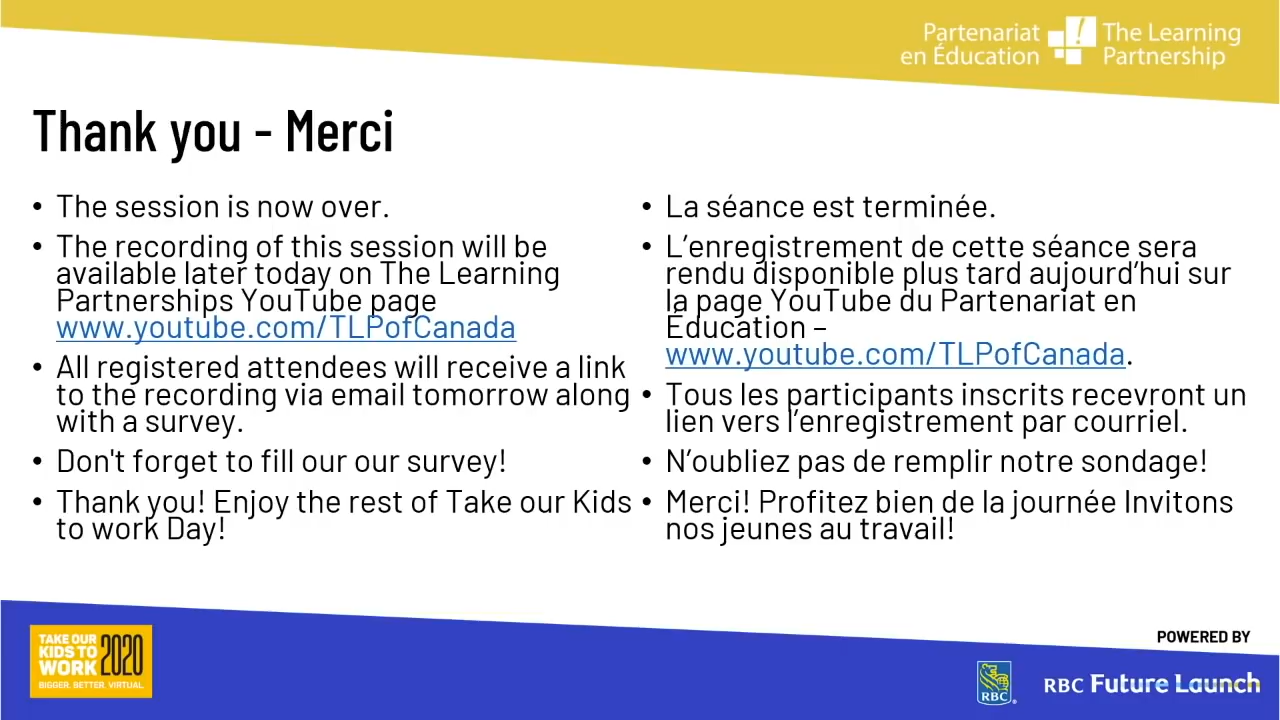 Partenariat
en Éducation
The Learning
Partnership
Thank you - Merci
• The session is now over.
• The recording of this session will be
available later today on The Learning
Partnerships YouTube page
www.youtube.com/TLPofCanada
• All registered attendees will receive a link
to the recording via email tomorrow along
with a survey.
• Don't forget to fill our our survey!
• Thank you! Enjoy the rest of Take our Kids
to work Day!
• La séance est terminée.
• L’enregistrement de cette séance sera
rendu disponible plus tard aujourd’hui sur
la page YouTube du Partenariat en
Éducation –
www.youtube.com/TLPofCanada.
• Tous les participants inscrits recevront un
lien vers l’enregistrement par courriel.
• N’oubliez pas de remplir notre sondage!
• Merci! Profitez bien de la journée Invitons
nos jeunes au travail!
TAKE OUR
KIDS TO
WORK 2020
BIGGER. BETTER. VIRTUAL.
POWERED BY
RBC
RBC Future Launch